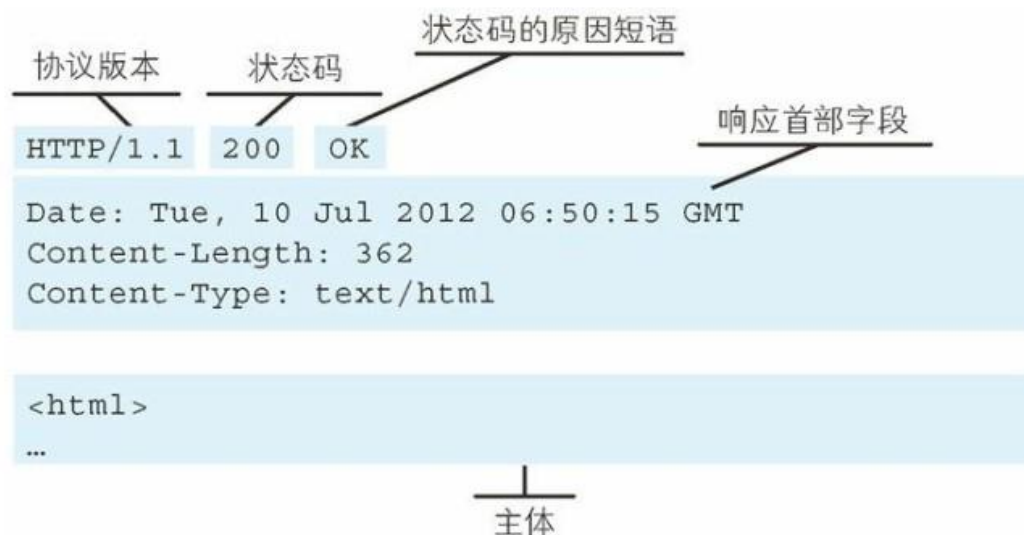 状态码的原因短语
协议版本 状态码
响应首部字段
HTTP/1.1 200 OK
Date: Tue, 10 Jul 2012 06:50:15 GMT
Content-Length: 362
Content-Type: text/html
<html>
…
主体